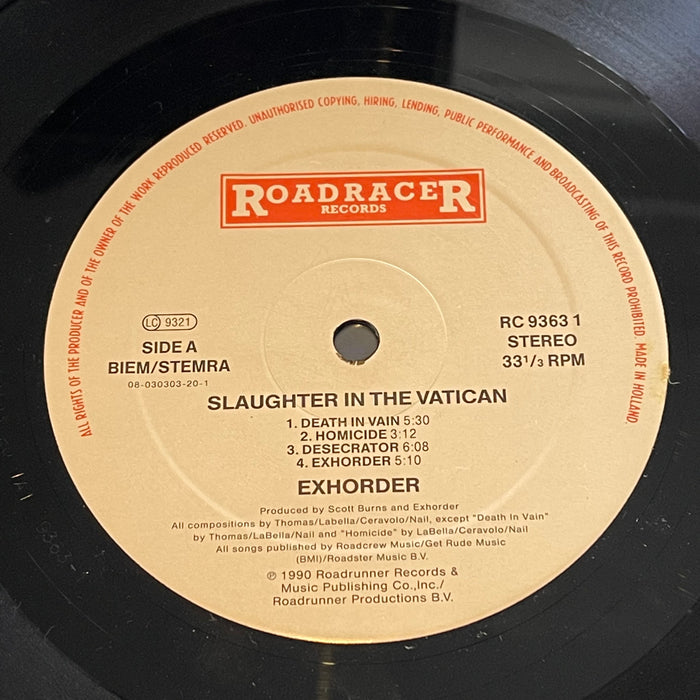 ALL RIGHTS OF THE PRODUCER AND OF THE OWNER OF THE WORK REPRODUCED RESERVED. UNAUTHORISED COPYING, HIRING, LENDING, PUBLIC PERFORMANCE AND BROADCASTING OF THIS RECORD PROHIBITED. MADE IN HOLLAND.
ROADRACER
RECORDS
LC 9321
SIDE A
BIEM/STEMRA
08-030303-20-1
RC 9363 1
STEREO
33 1/3 RPM
SLAUGHTER IN THE VATICAN
1. DEATH IN VAIN 5:30
2. HOMICIDE 3:12
3. DESECRATOR 6:08
4. EXHORDER 5:10
EXHORDER
Produced by Scott Burns and Exhorder
All compositions by Thomas/Labella/Ceravolo/Nail, except "Death In Vain"
by Thomas/LaBella/Nail and "Homicide" by LaBella/Ceravolo/Nail
All songs published by Roadcrew Music/Get Rude Music
(BMI)/Roadster Music B.V.
℗ 1990 Roadrunner Records &
Music Publishing Co.,Inc./
Roadrunner Productions B.V.